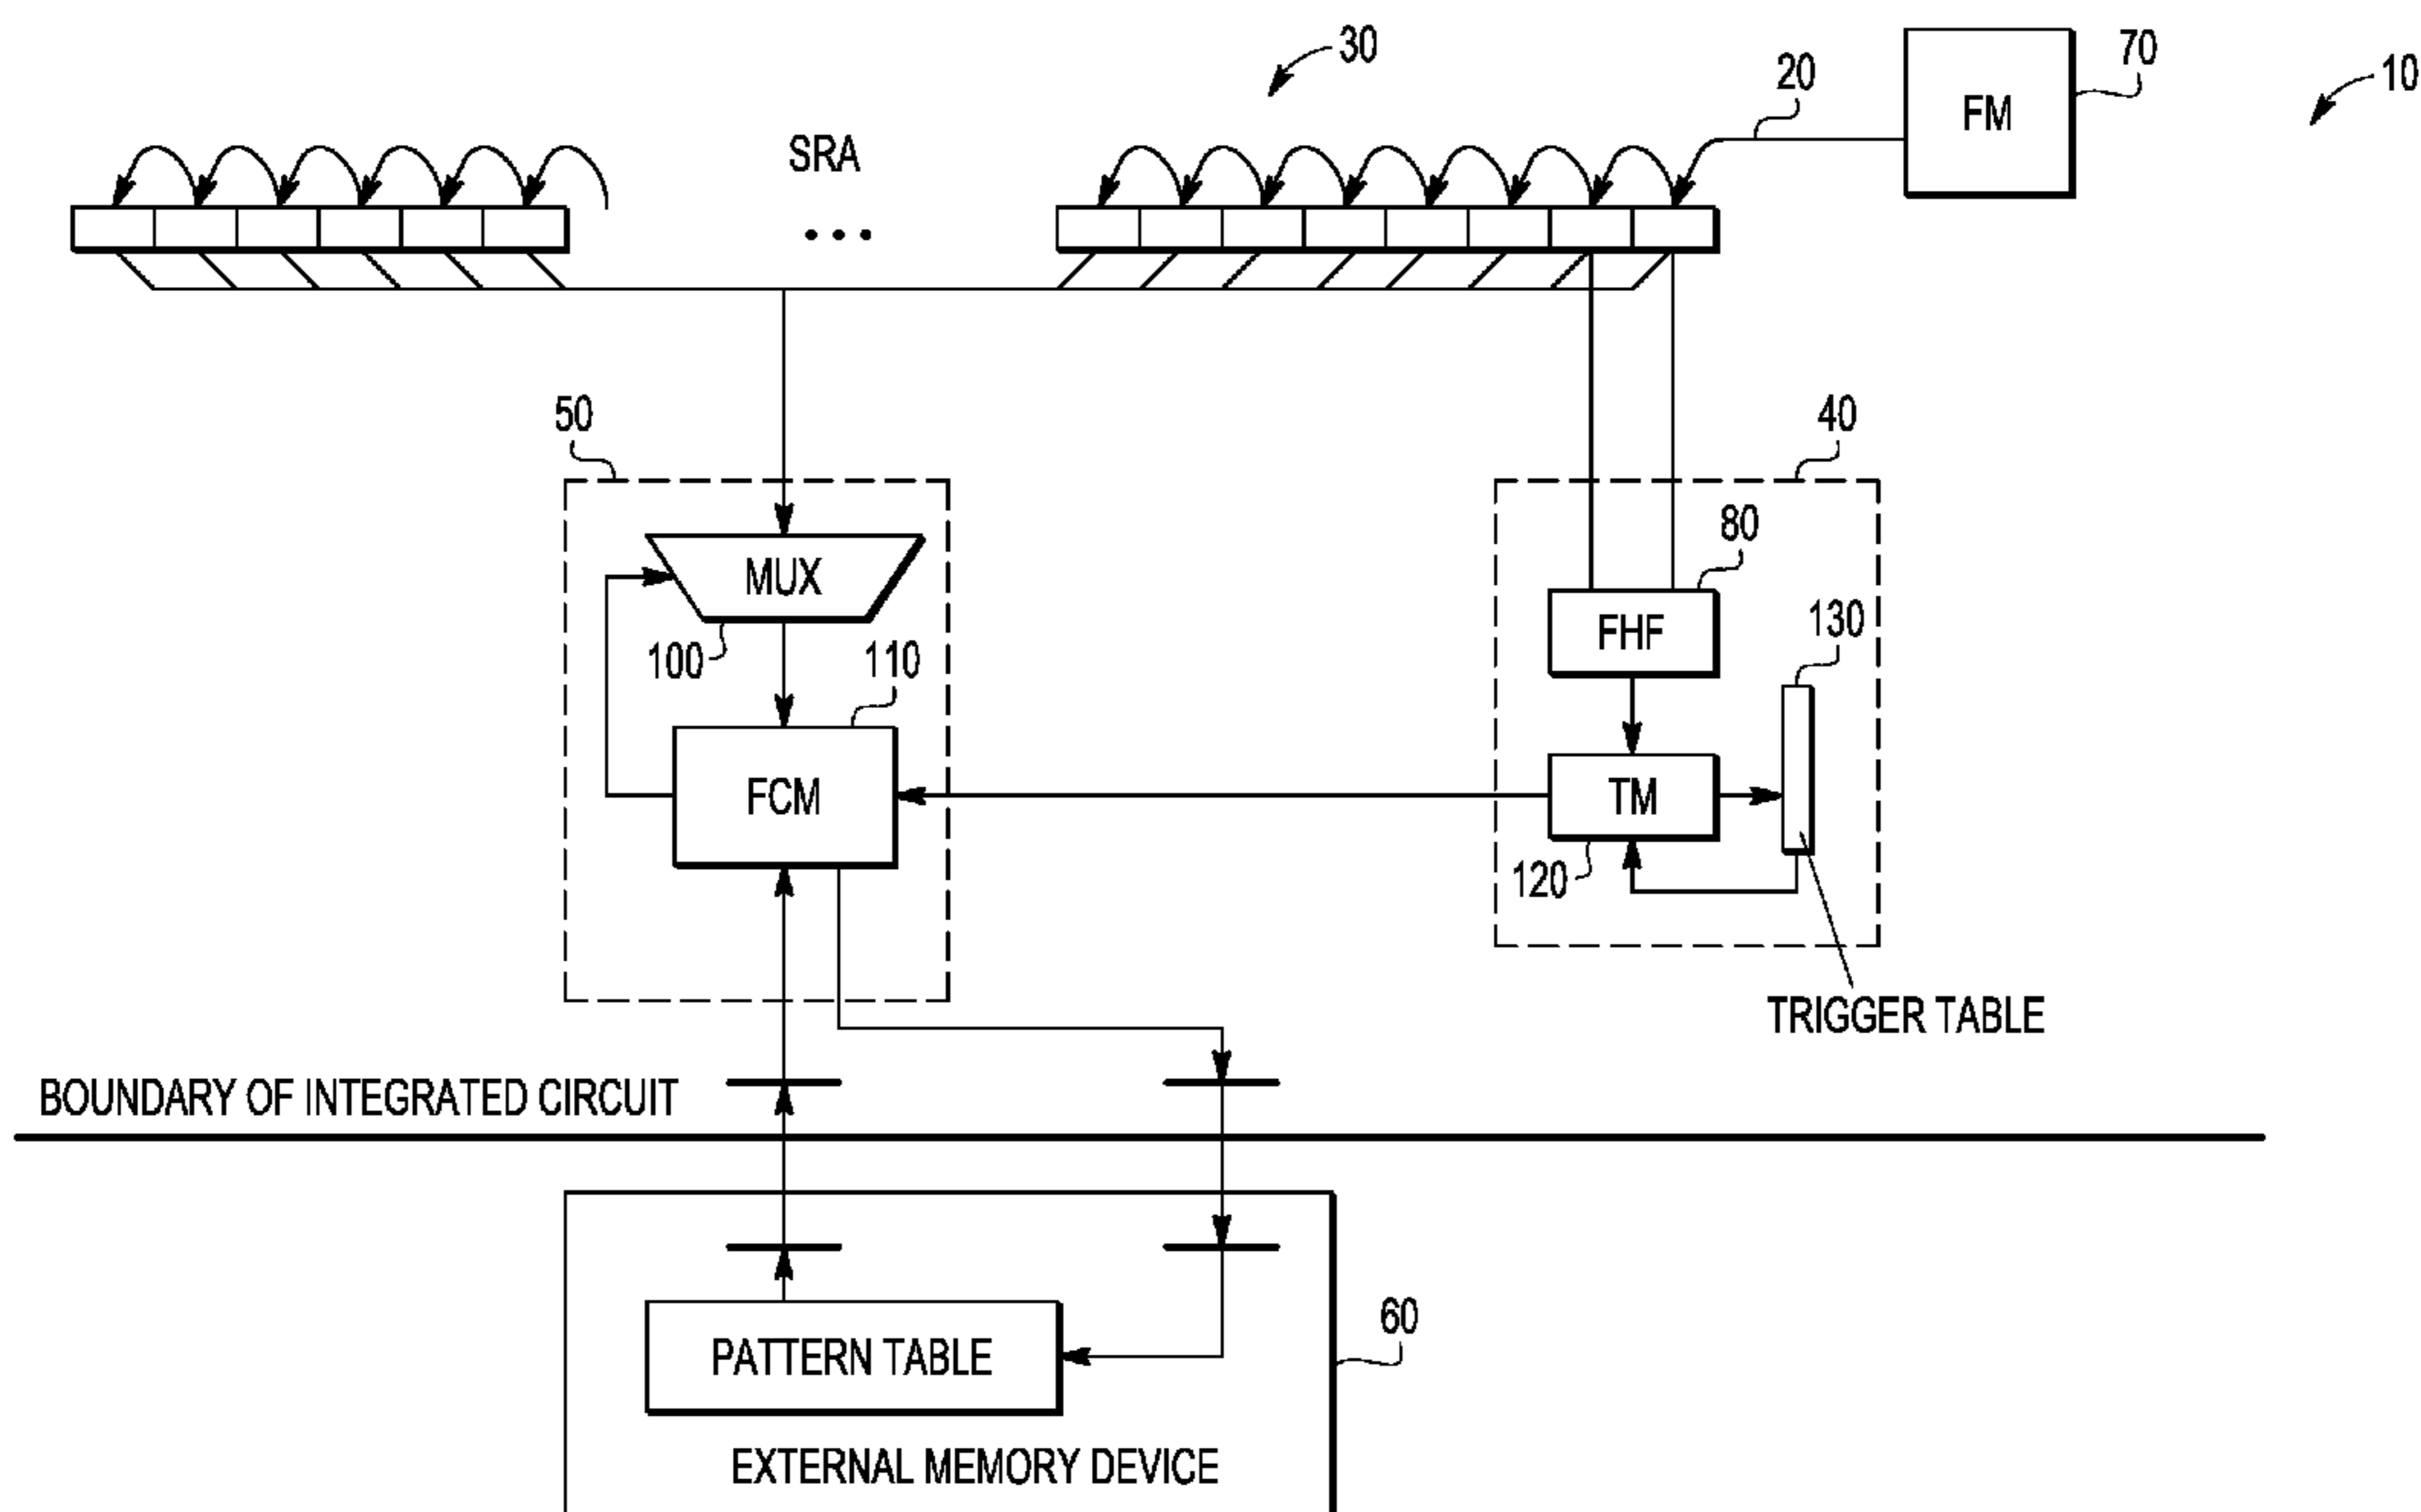 30
20
70
10
FM
SRA
...
50
40
80
MUX
FHF
130
100
110
FCM
TM
120
TRIGGER TABLE
BOUNDARY OF INTEGRATED CIRCUIT
60
PATTERN TABLE
EXTERNAL MEMORY DEVICE